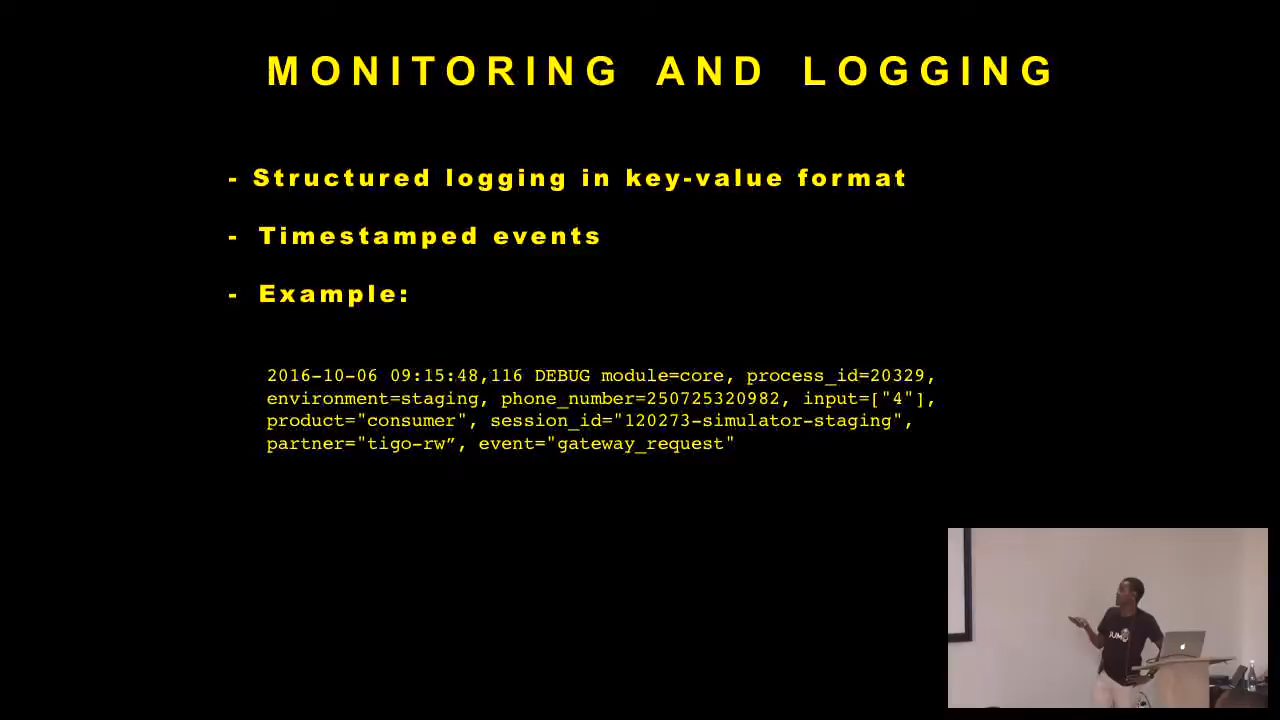 MONITORING AND LOGGING
- Structured logging in key-value format
- Timestamped events
- Example:
2016-10-06 09:15:48,116 DEBUG module=core, process_id=20329,
environment=staging, phone_number=250725320982, input=["4"],
product="consumer", session_id="120273-simulator-staging",
partner="tigo-rw”, event="gateway_request"